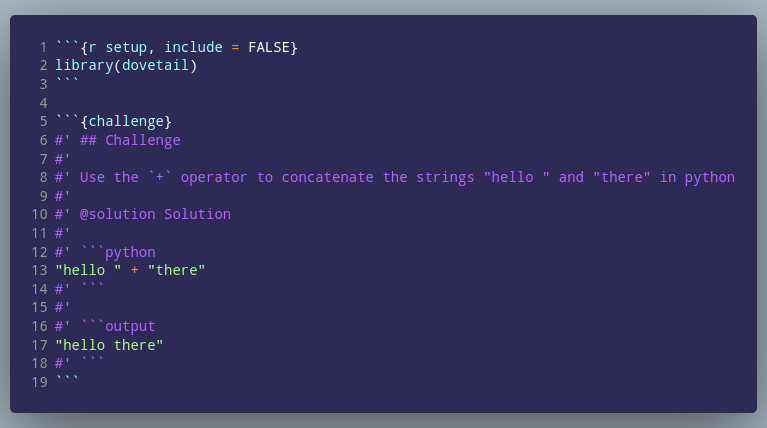 1 ```{r setup, include = FALSE}
2 library(dovetail)
3 ```
4
5 ```{challenge}
6 #' ## Challenge
7 #'
8 #' Use the `+` operator to concatenate the strings "hello " and "there" in python
9 #'
10 #' @solution Solution
11 #'
12 #' ```python
13 "hello " + "there"
14 #' ```
15 #'
16 #' ```output
17 "hello there"
18 #' ```
19 ```